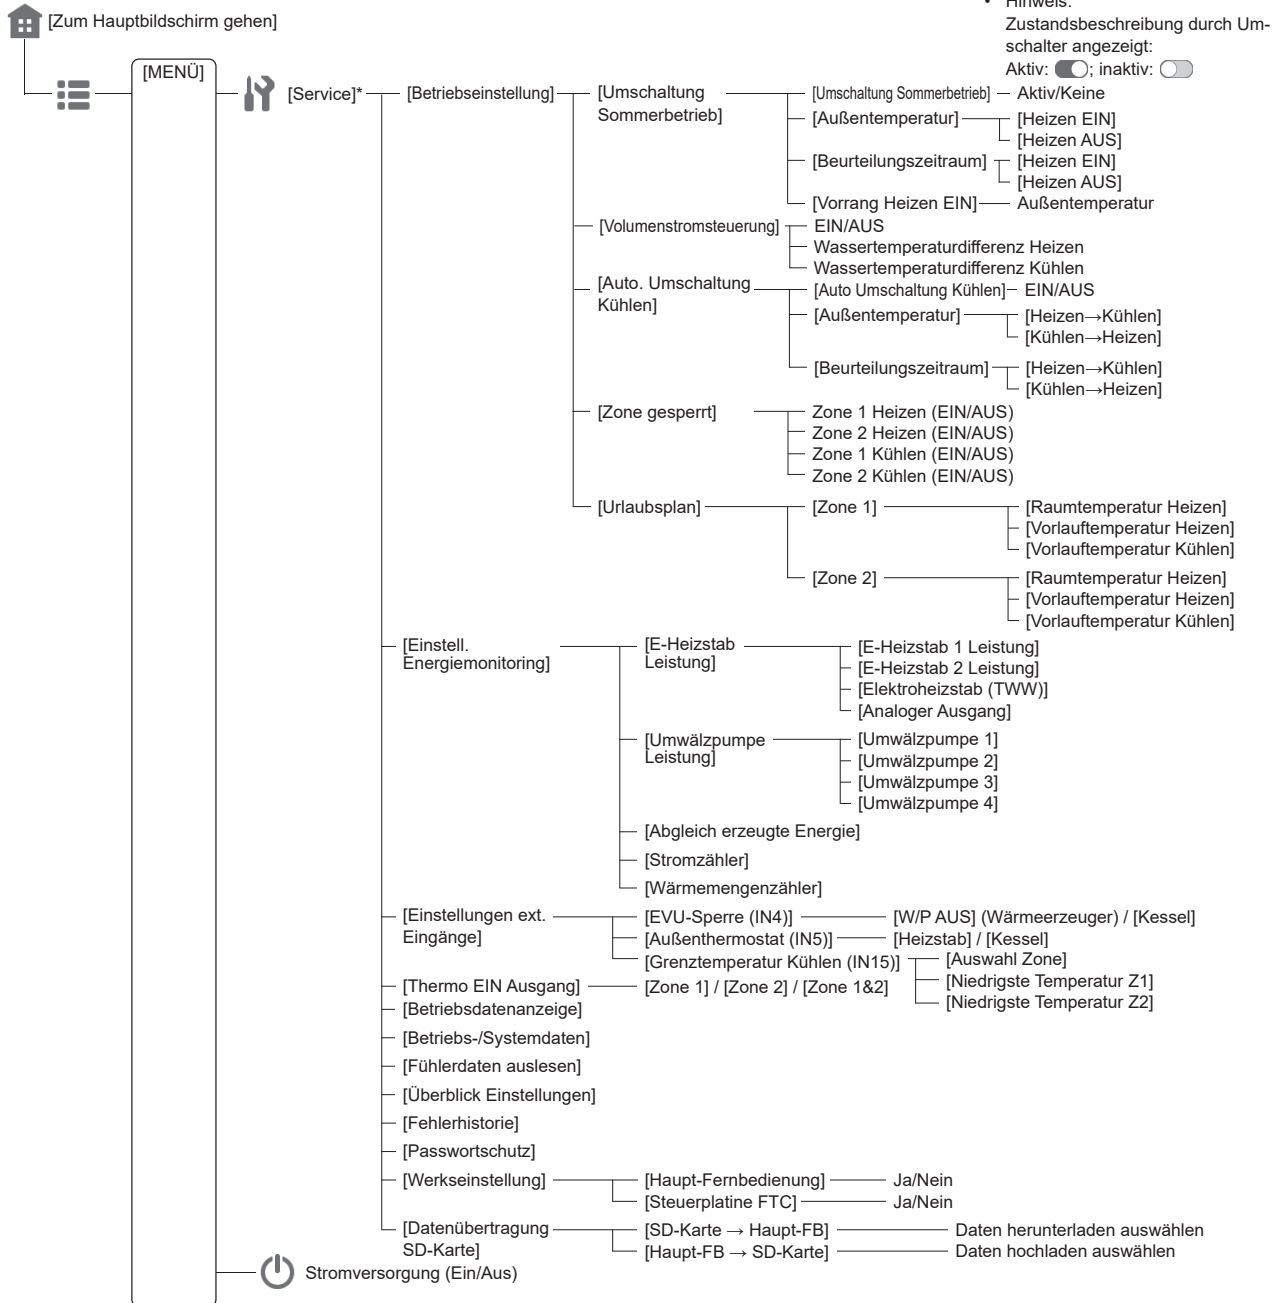 [Zum Hauptbildschirm gehen]
• Hinweis:
Zustandsbeschreibung durch Um-
schalter angezeigt:
Aktiv: ; inaktiv:
[MENÜ]
[Service]*
[Betriebseinstellung]
[Umschaltung
Sommerbetrieb]
[Umschaltung Sommerbetrieb]
Aktiv/Keine
[Außentemperatur]
[Heizen EIN]
[Heizen AUS]
[Beurteilungszeitraum]
[Heizen EIN]
[Heizen AUS]
[Vorrang Heizen EIN]
Außentemperatur
[Volumenstromsteuerung]
EIN/AUS
Wassertemperaturdifferenz Heizen
Wassertemperaturdifferenz Kühlen
[Auto. Umschaltung
Kühlen]
[Auto Umschaltung Kühlen]
EIN/AUS
[Außentemperatur]
[Heizen→Kühlen]
[Kühlen→Heizen]
[Beurteilungszeitraum]
[Heizen→Kühlen]
[Kühlen→Heizen]
[Zone gesperrt]
Zone 1 Heizen (EIN/AUS)
Zone 2 Heizen (EIN/AUS)
Zone 1 Kühlen (EIN/AUS)
Zone 2 Kühlen (EIN/AUS)
[Urlaubsplan]
[Zone 1]
[Raumtemperatur Heizen]
[Vorlauftemperatur Heizen]
[Vorlauftemperatur Kühlen]
[Zone 2]
[Raumtemperatur Heizen]
[Vorlauftemperatur Heizen]
[Vorlauftemperatur Kühlen]
[Einstell.
Energiemonitoring]
[E-Heizstab
Leistung]
[E-Heizstab 1 Leistung]
[E-Heizstab 2 Leistung]
[Elektroheizstab (TWW)]
[Analoger Ausgang]
[Umwälzpumpe
Leistung]
[Umwälzpumpe 1]
[Umwälzpumpe 2]
[Umwälzpumpe 3]
[Umwälzpumpe 4]
[Abgleich erzeugte Energie]
[Stromzähler]
[Wärmemengenzähler]
[Einstellungen ext.
Eingänge]
[EVU-Sperre (IN4)]
[W/P AUS] (Wärmeerzeuger) / [Kessel]
[Außenthermostat (IN5)]
[Heizstab] / [Kessel]
[Grenztemperatur Kühlen (IN15)]
[Auswahl Zone]
[Niedrigste Temperatur Z1]
[Niedrigste Temperatur Z2]
[Thermo EIN Ausgang]
[Zone 1] / [Zone 2] / [Zone 1&2]
[Betriebsdatenanzeige]
[Betriebs-/Systemdaten]
[Fühlerdaten auslesen]
[Überblick Einstellungen]
[Fehlerhistorie]
[Passwortschutz]
[Werkseinstellung]
[Haupt-Fernbedienung]
Ja/Nein
[Steuerplatine FTC]
Ja/Nein
[Datenübertragung
SD-Karte]
[SD-Karte → Haupt-FB]
Daten herunterladen auswählen
[Haupt-FB → SD-Karte]
Daten hochladen auswählen
Stromversorgung (Ein/Aus)